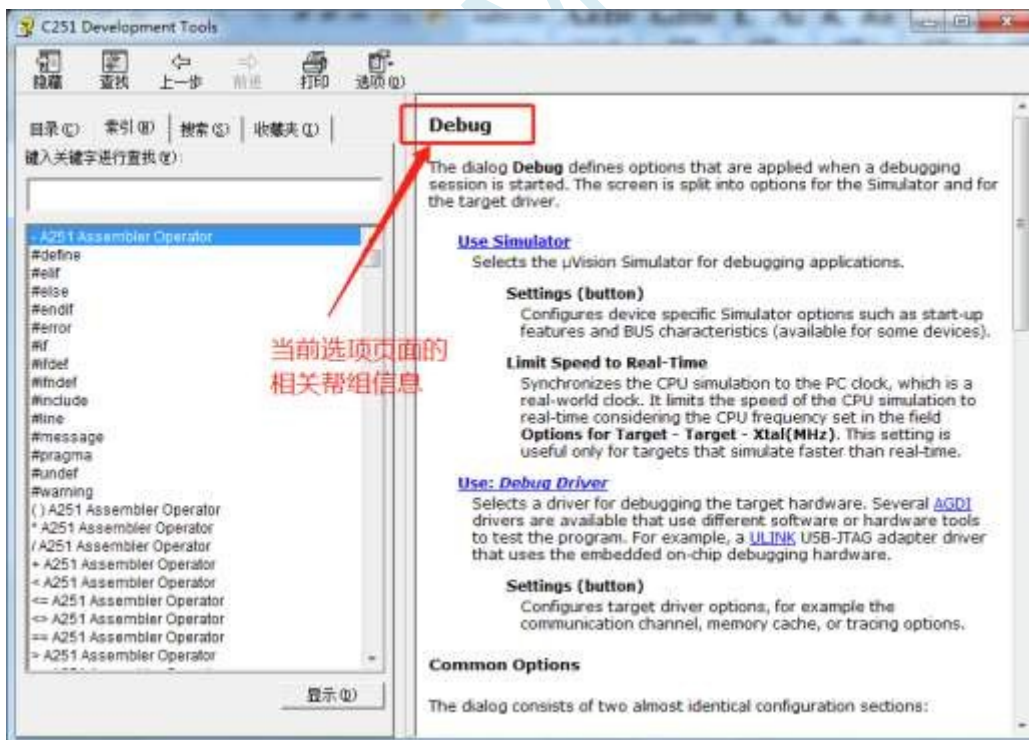 C251 Development Tools
隐藏
查找
上一步
前进
打印
选项(O)
目录(C)
索引(N)
搜索(S)
收藏夹(I)
键入关键字进行查找(W):
- A251 Assembler Operator
#define
#elif
#else
#endif
#error
#if
#ifdef
#ifndef
#include
#line
#message
#pragma
#undef
#warning
( ) A251 Assembler Operator
* A251 Assembler Operator
/ A251 Assembler Operator
+ A251 Assembler Operator
< A251 Assembler Operator
<= A251 Assembler Operator
<> A251 Assembler Operator
== A251 Assembler Operator
> A251 Assembler Operator
显示(D)
当前选项页面的
相关帮组信息
Debug
The dialog Debug defines options that are applied when a debugging
session is started. The screen is split into options for the Simulator and for
the target driver.
Use Simulator
Selects the µVision Simulator for debugging applications.
Settings (button)
Configures device specific Simulator options such as start-up
features and BUS characteristics (available for some devices).
Limit Speed to Real-Time
Synchronizes the CPU simulation to the PC clock, which is a
real-world clock. It limits the speed of the CPU simulation to
real-time considering the CPU frequency set in the field
Options for Target - Target - Xtal(MHz). This setting is
useful only for targets that simulate faster than real-time.
Use: Debug Driver
Selects a driver for debugging the target hardware. Several AGDI
drivers are available that use different software or hardware tools
to test the program. For example, a ULINK USB-JTAG adapter driver
that uses the embedded on-chip debugging hardware.
Settings (button)
Configures target driver options, for example the
communication channel, memory cache, or tracing options.
Common Options
The dialog consists of two almost identical configuration sections: